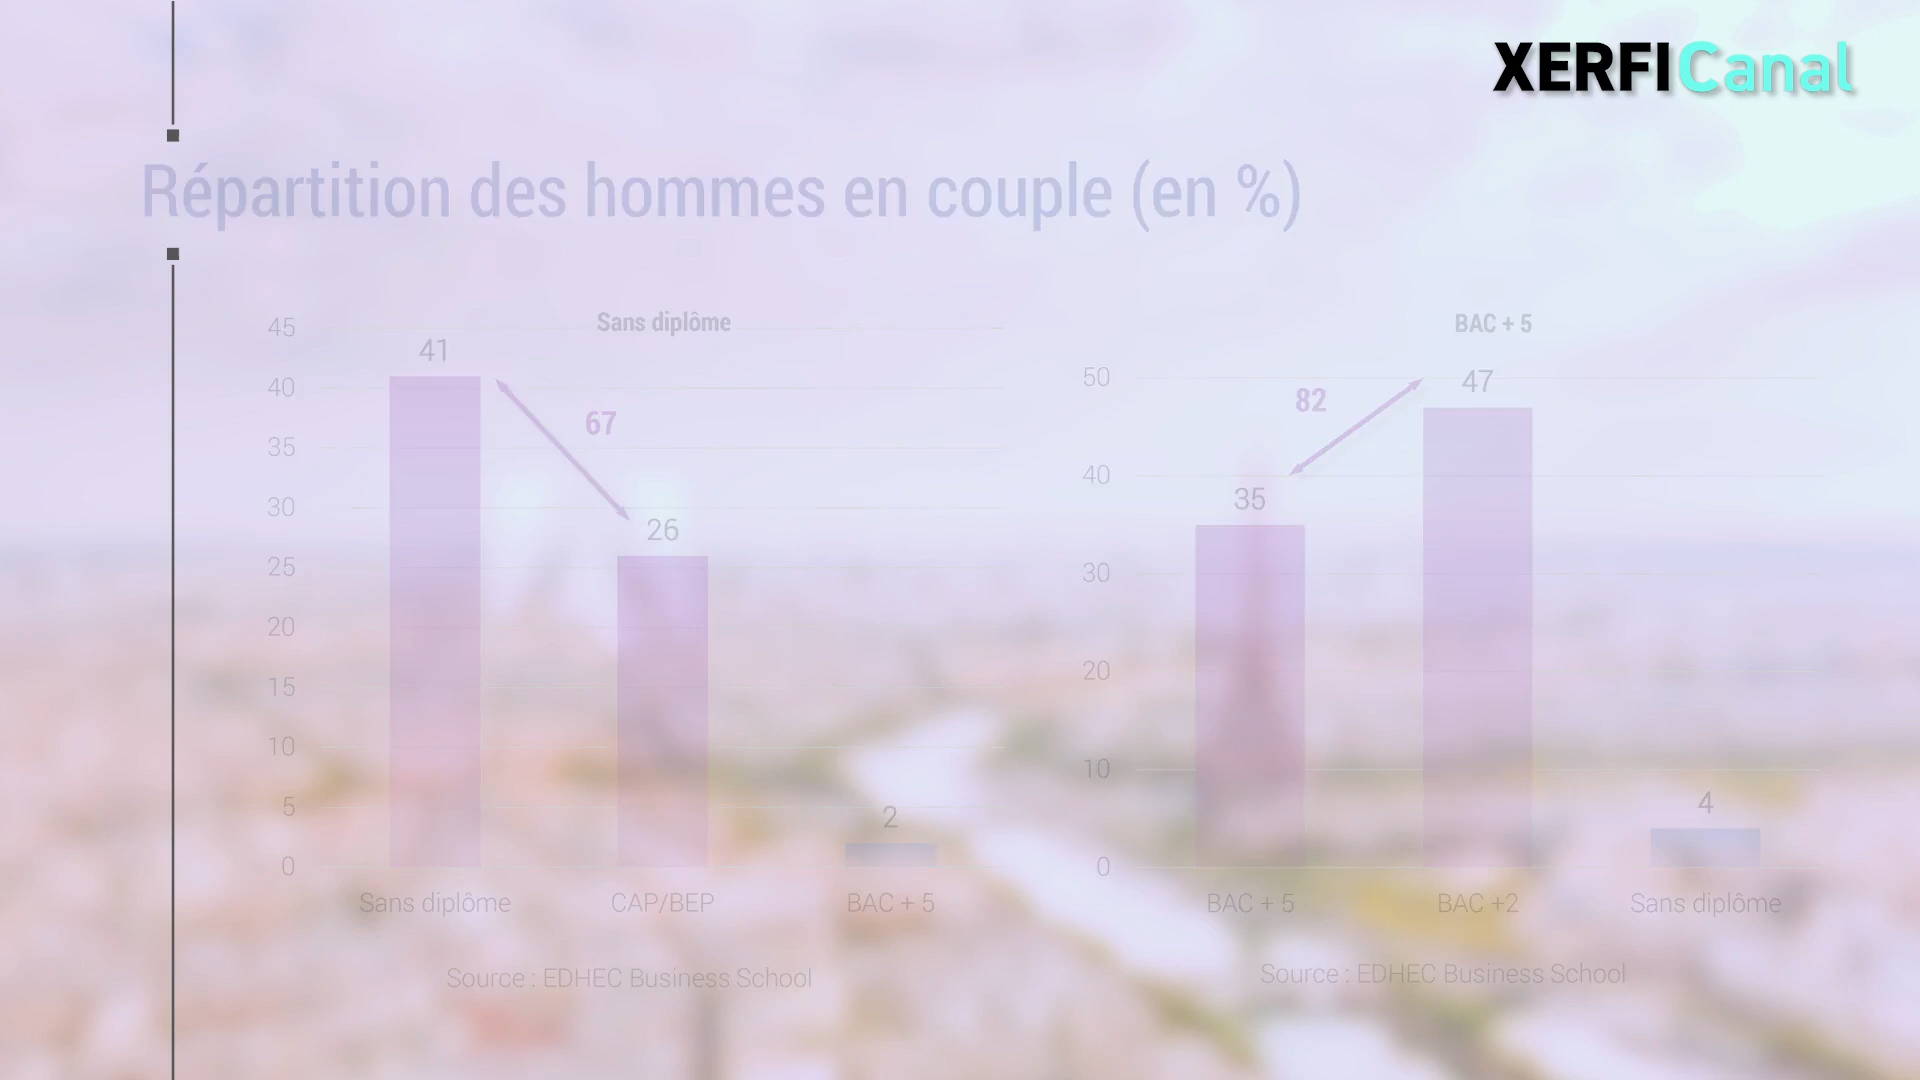 XERFI Canal
Répartition des hommes en couple (en %)
Sans diplôme
45
40
35
30
25
20
15
10
5
0
41
67
26
2
Sans diplôme
CAP/BEP
BAC + 5
Source : EDHEC Business School
BAC + 5
50
40
30
20
10
0
82
35
47
4
BAC + 5
BAC +2
Sans diplôme
Source : EDHEC Business School